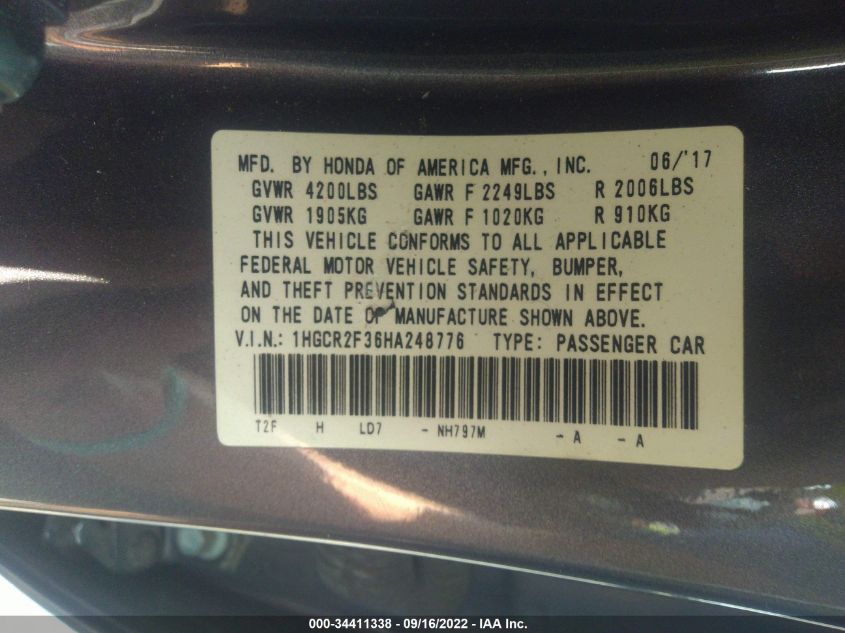 MFD. BY HONDA OF AMERICA MFG., INC. 06/'17
GVWR 4200LBS GAWR F 2249LBS R 2006LBS
GVWR 1905KG GAWR F 1020KG R 910KG
THIS VEHICLE CONFORMS TO ALL APPLICABLE
FEDERAL MOTOR VEHICLE SAFETY, BUMPER,
AND THEFT PREVENTION STANDARDS IN EFFECT
ON THE DATE OF MANUFACTURE SHOWN ABOVE.
V.I.N.: 1HGCR2F36HA248776 TYPE: PASSENGER CAR
T2F H LD7 - NH797M - A - A
000-34411338 - 09/16/2022 - IAA Inc.